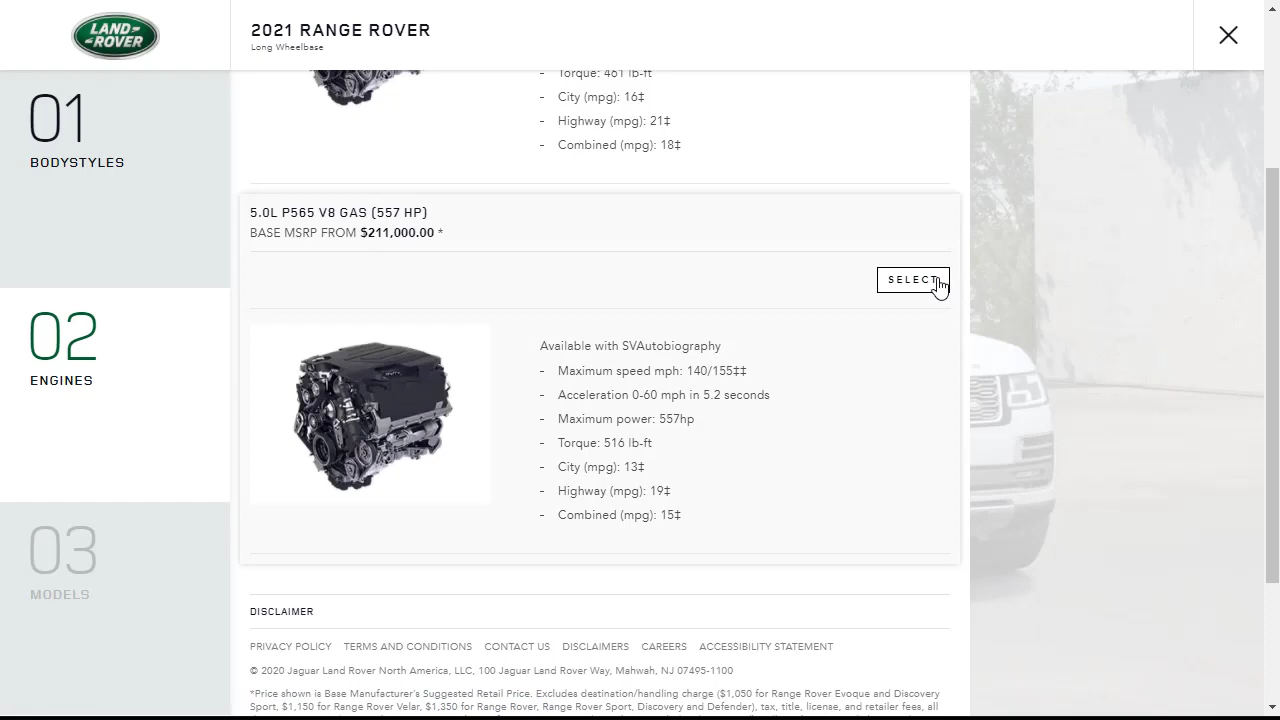 LAND-
-ROVER
2021 RANGE ROVER
Long Wheelbase
01
BODYSTYLES
02
ENGINES
03
MODELS
- Torque: 461 lb-ft
- City (mpg): 16‡
- Highway (mpg): 21‡
- Combined (mpg): 18‡
5.0L P565 V8 GAS (557 HP)
BASE MSRP FROM $211,000.00 *
SELECT
Available with SVAutobiography
- Maximum speed mph: 140/155‡‡
- Acceleration 0-60 mph in 5.2 seconds
- Maximum power: 557hp
- Torque: 516 lb-ft
- City (mpg): 13‡
- Highway (mpg): 19‡
- Combined (mpg): 15‡
DISCLAIMER
PRIVACY POLICY TERMS AND CONDITIONS CONTACT US DISCLAIMERS CAREERS ACCESSIBILITY STATEMENT
© 2020 Jaguar Land Rover North America, LLC, 100 Jaguar Land Rover Way, Mahwah, NJ 07495-1100
*Price shown is Base Manufacturer's Suggested Retail Price. Excludes destination/handling charge ($1,050 for Range Rover Evoque and Discovery
Sport, $1,150 for Range Rover Velar, $1,350 for Range Rover, Range Rover Sport, Discovery and Defender), tax, title, license, and retailer fees, all